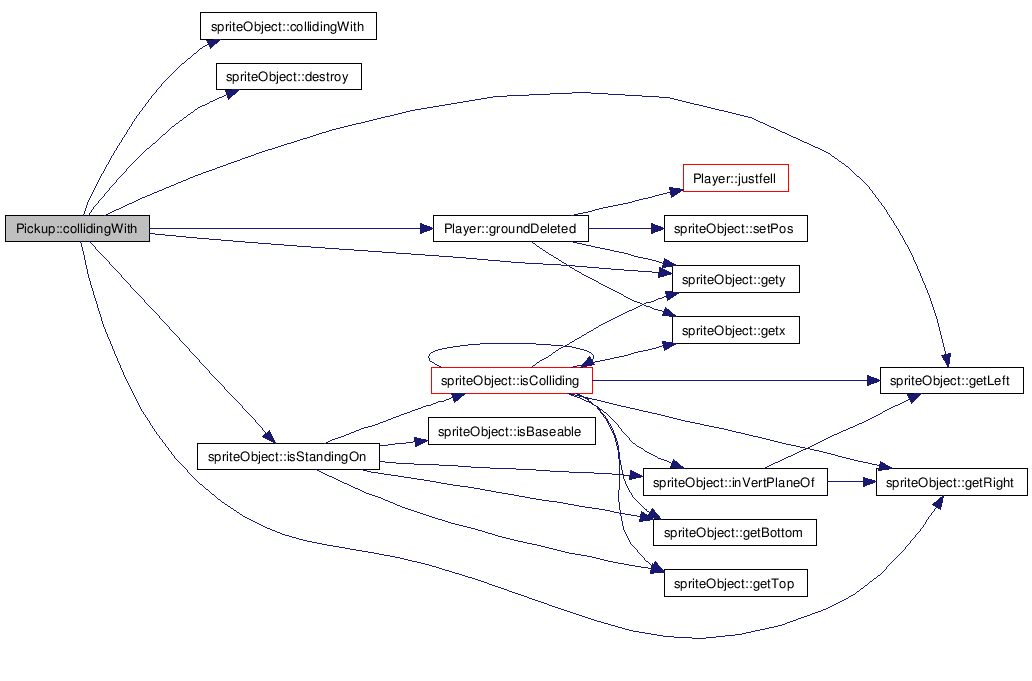 spriteObject::collidingWith
spriteObject::destroy
Player::justfell
Pickup::collidingWith
Player::groundDeleted
spriteObject::setPos
spriteObject::gety
spriteObject::getx
spriteObject::isColliding
spriteObject::getLeft
spriteObject::isBaseable
spriteObject::isStandingOn
spriteObject::inVertPlaneOf
spriteObject::getRight
spriteObject::getBottom
spriteObject::getTop